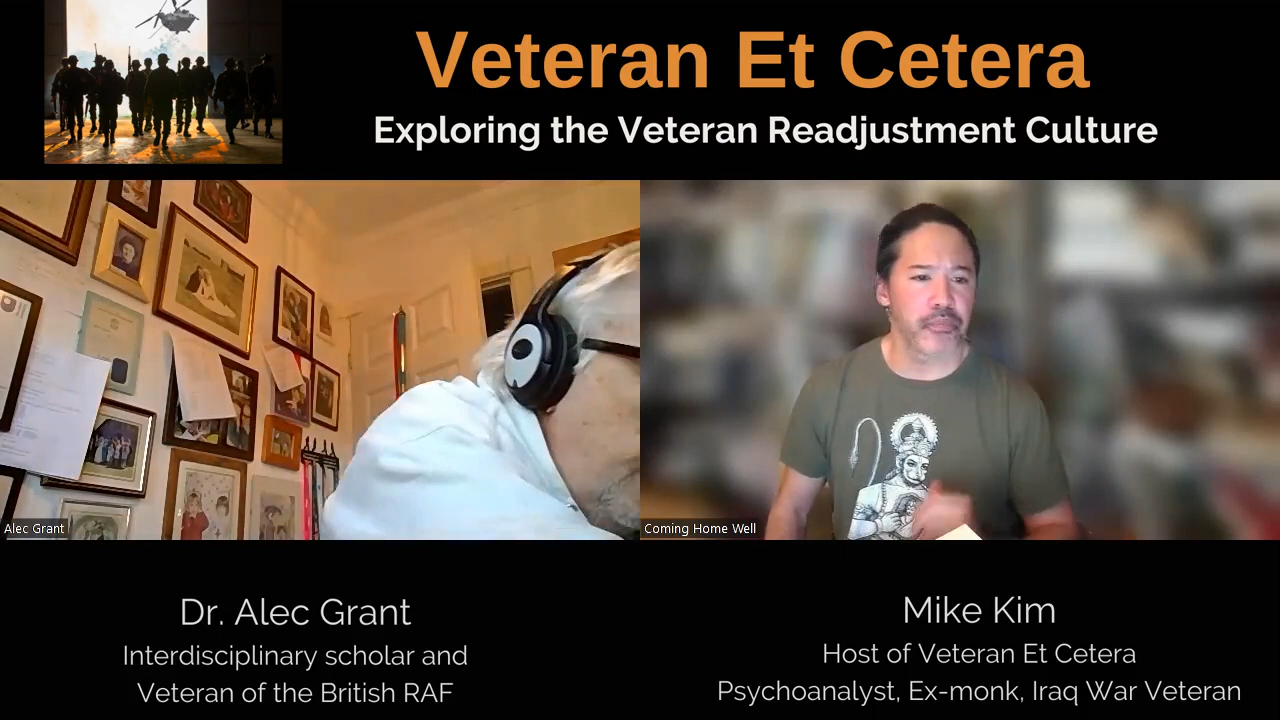 Veteran Et Cetera
Exploring the Veteran Readjustment Culture
Alec Grant
Coming Home Well
Dr. Alec Grant
Interdisciplinary scholar and
Veteran of the British RAF
Mike Kim
Host of Veteran Et Cetera
Psychoanalyst, Ex-monk, Iraq War Veteran